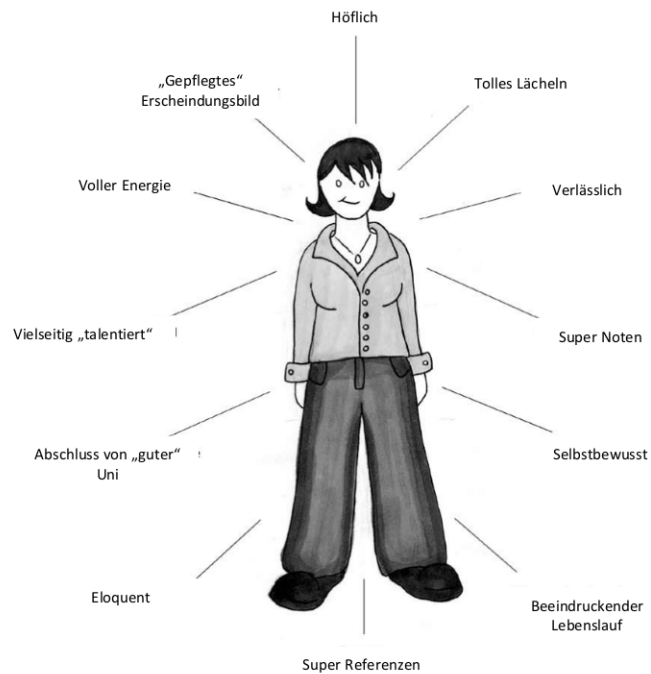 Höflich
„Gepflegtes“
Erscheindungsbild
Tolles Lächeln
Voller Energie
Verlässlich
Vielseitig „talentiert“
Super Noten
Abschluss von „guter“
Uni
Selbstbewusst
Eloquent
Beeindruckender
Lebenslauf
Super Referenzen